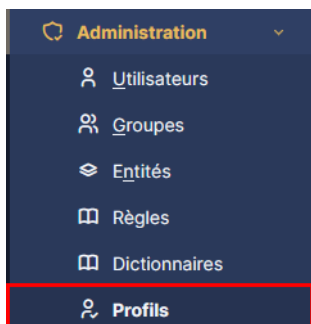 Administration
Utilisateurs
Groupes
Entités
Règles
Dictionnaires
Profils